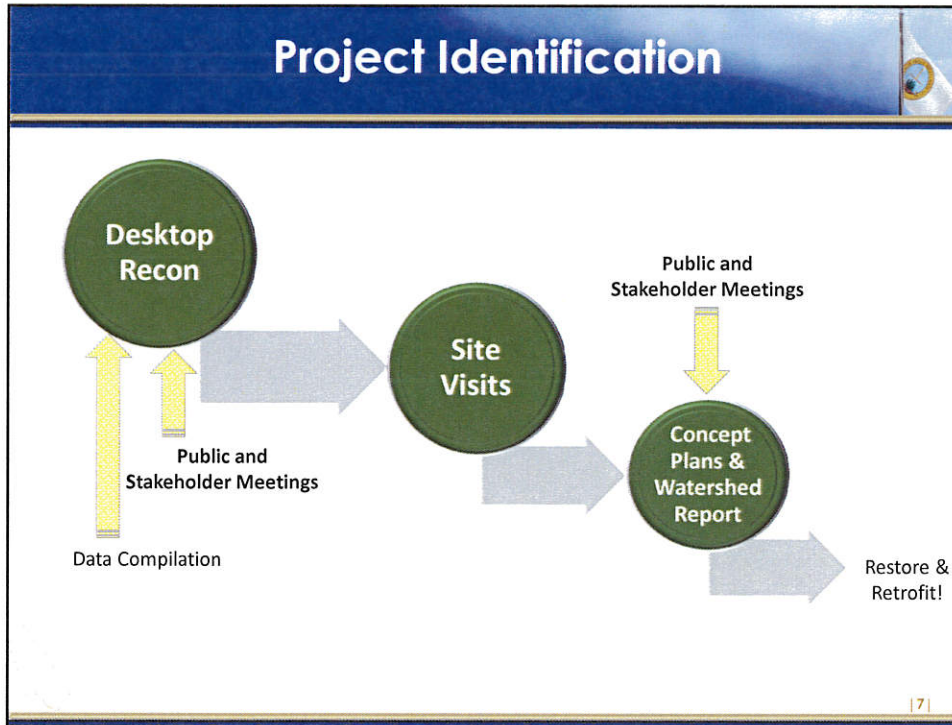 Project Identification
Desktop
Recon
Public and
Stakeholder Meetings
Data Compilation
Site
Visits
Public and
Stakeholder Meetings
Concept
Plans &
Watershed
Report
Restore &
Retrofit!
|7|